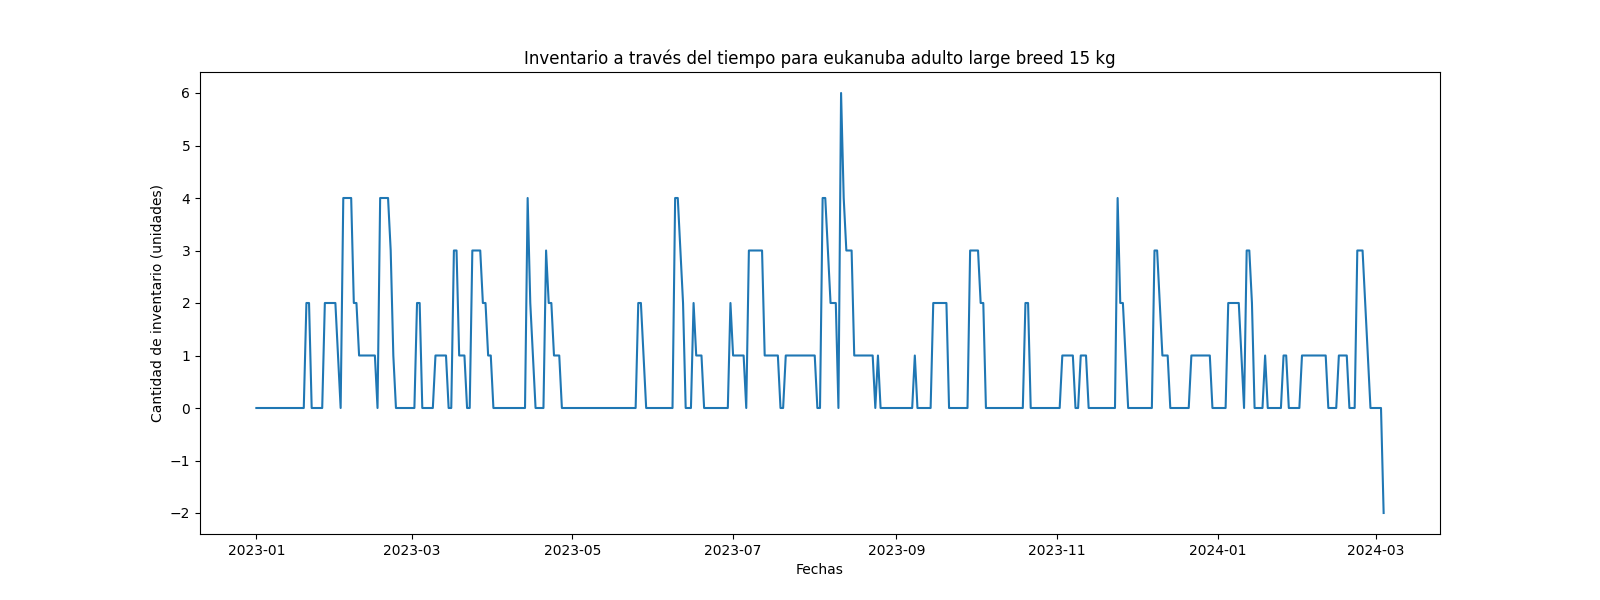 Inventario a través del tiempo para eukanuba adulto large breed 15 kg
Cantidad de inventario (unidades)
6
5
4
3
2
1
0
−1
−2
2023-01 2023-03 2023-05 2023-07 2023-09 2023-11 2024-01 2024-03
Fechas